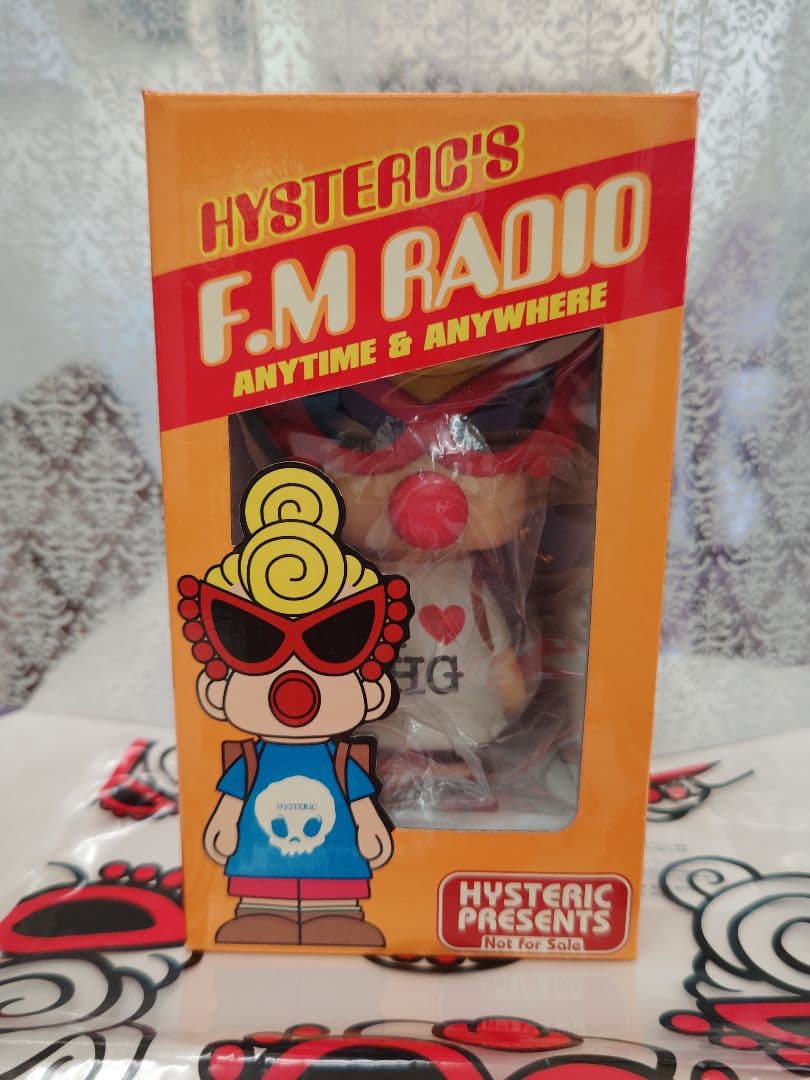 HYSTERIC'S
F.M RADIO
ANYTIME & ANYWHERE
HG
HYSTERIC
HYSTERIC
PRESENTS
Not for Sale